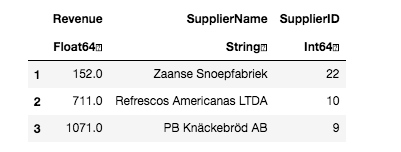 Revenue SupplierName SupplierID
Float64 String Int64
1 152.0 Zaanse Snoepfabriek 22
2 711.0 Refrescos Americanas LTDA 10
3 1071.0 PB Knäckebröd AB 9